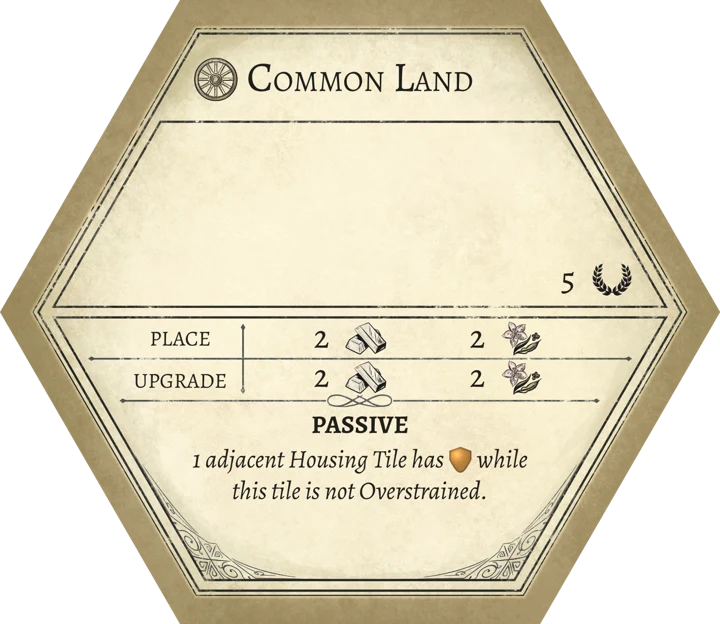 Common Land
5
PLACE 2 2
UPGRADE 2 2
PASSIVE
1 adjacent Housing Tile has while
this tile is not Overstrained.